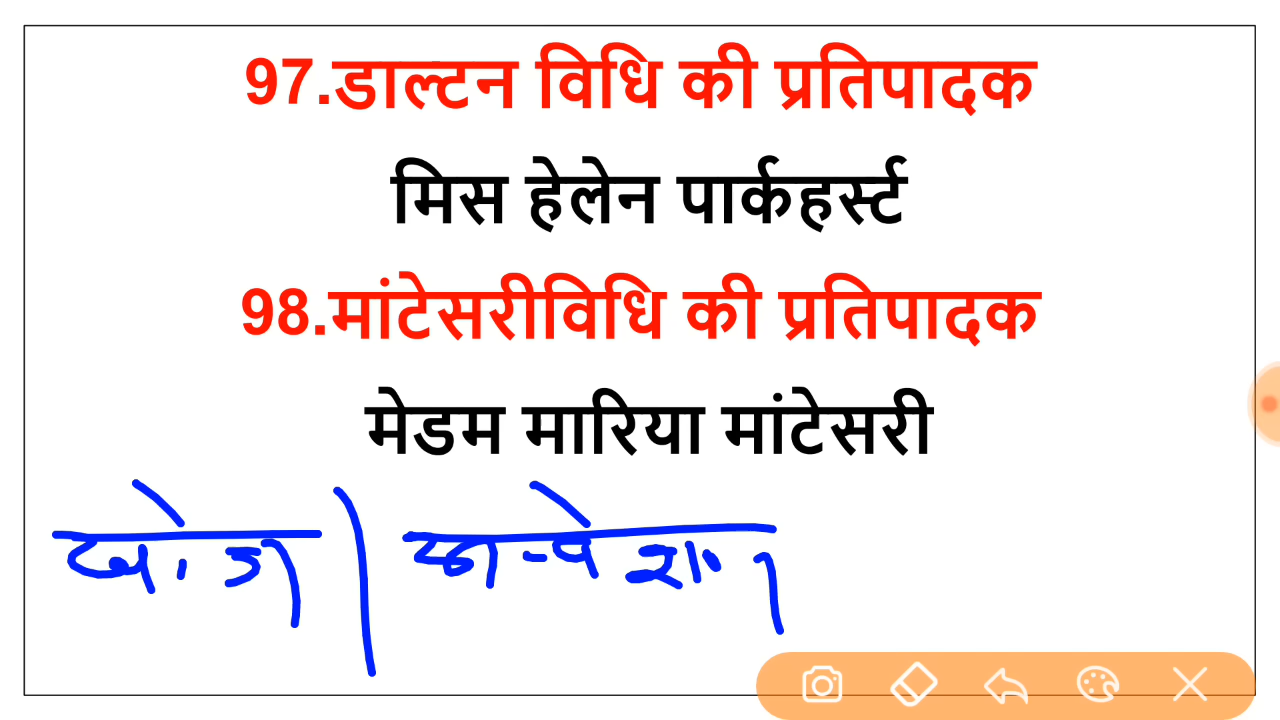 97.डाल्टन विधि की प्रतिपादक
मिस हेलेन पार्कहर्स्ट
98.मांटेसरीविधि की प्रतिपादक
मेडम मारिया मांटेसरी
खोज